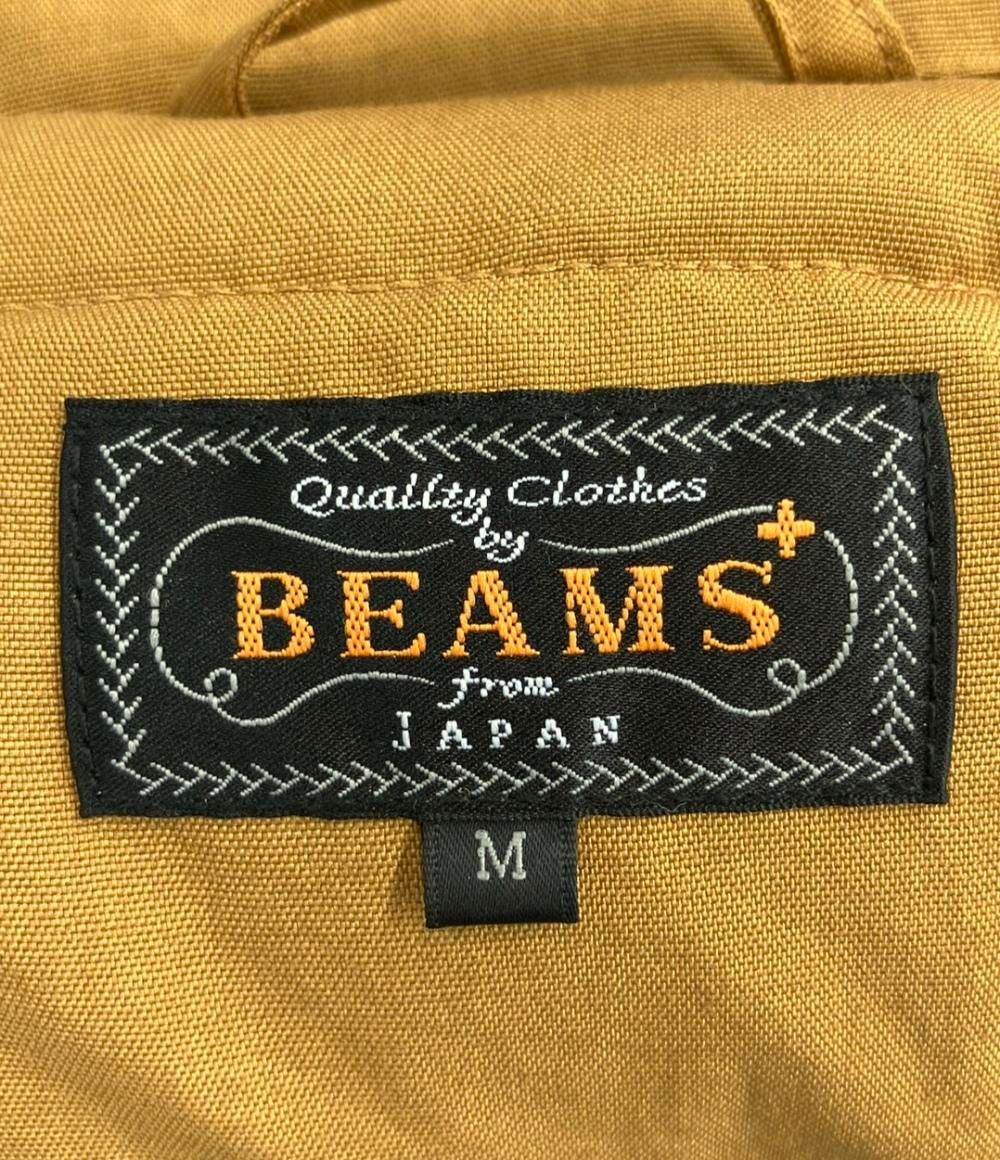 Quality Clothes
by
BEAMS+
from
JAPAN
M